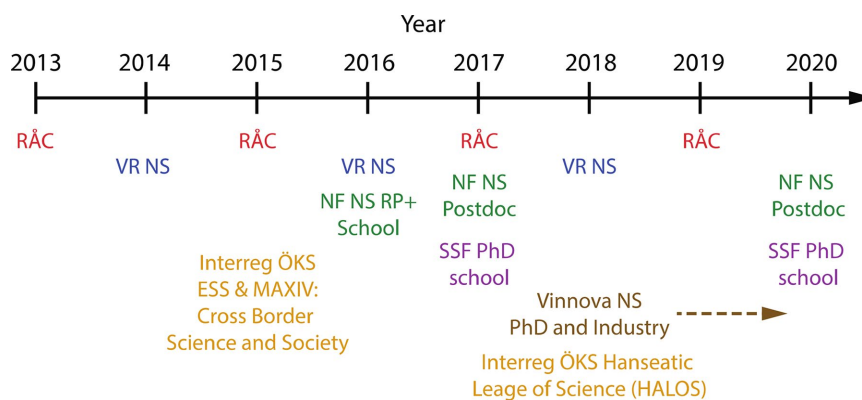 Year
2013 2014 2015 2016 2017 2018 2019 2020
RÅC RÅC RÅC RÅC
VR NS VR NS VR NS
NF NS RP+
School
NF NS
Postdoc
NF NS
Postdoc
SSF PhD
school
SSF PhD
school
Interreg ÖKS
ESS & MAXIV:
Cross Border
Science and Society
Vinnova NS
PhD and Industry
Interreg ÖKS Hanseatic
Leage of Science (HALOS)